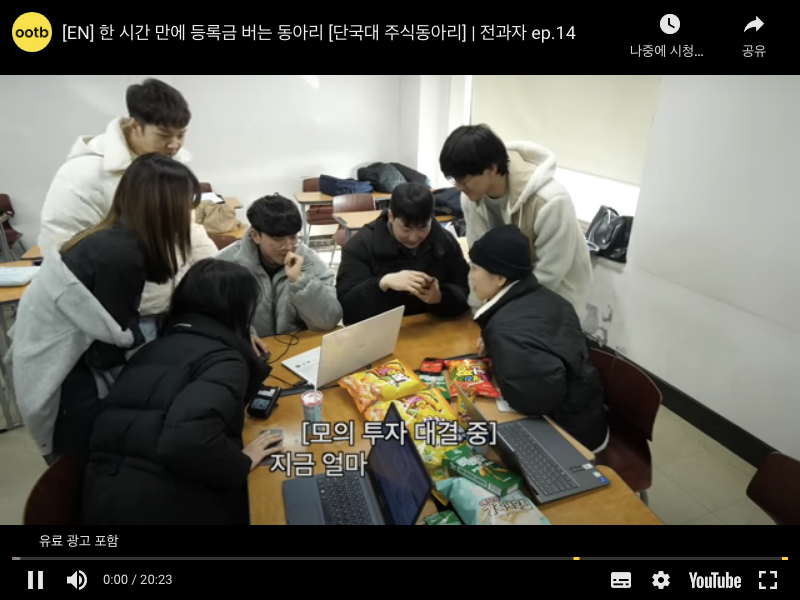 ootb
[EN] 한 시간 만에 등록금 버는 동아리 [단국대 주식동아리] | 전과자 ep.14
나중에 시청...
공유
[모의 투자 대결 중]
지금 얼마
유료 광고 포함
0:00 / 20:23
YouTube